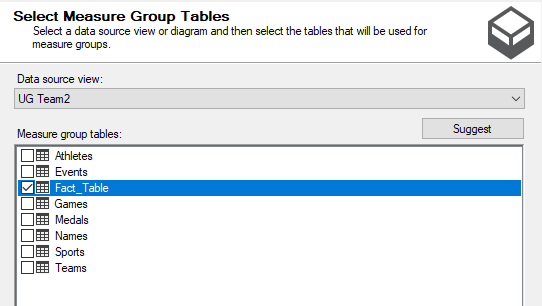 Select Measure Group Tables
Select a data source view or diagram and then select the tables that will be used for
measure groups.
Data source view:
UG Team2
Measure group tables:
Suggest
Athletes
Events
Fact_Table
Games
Medals
Names
Sports
Teams